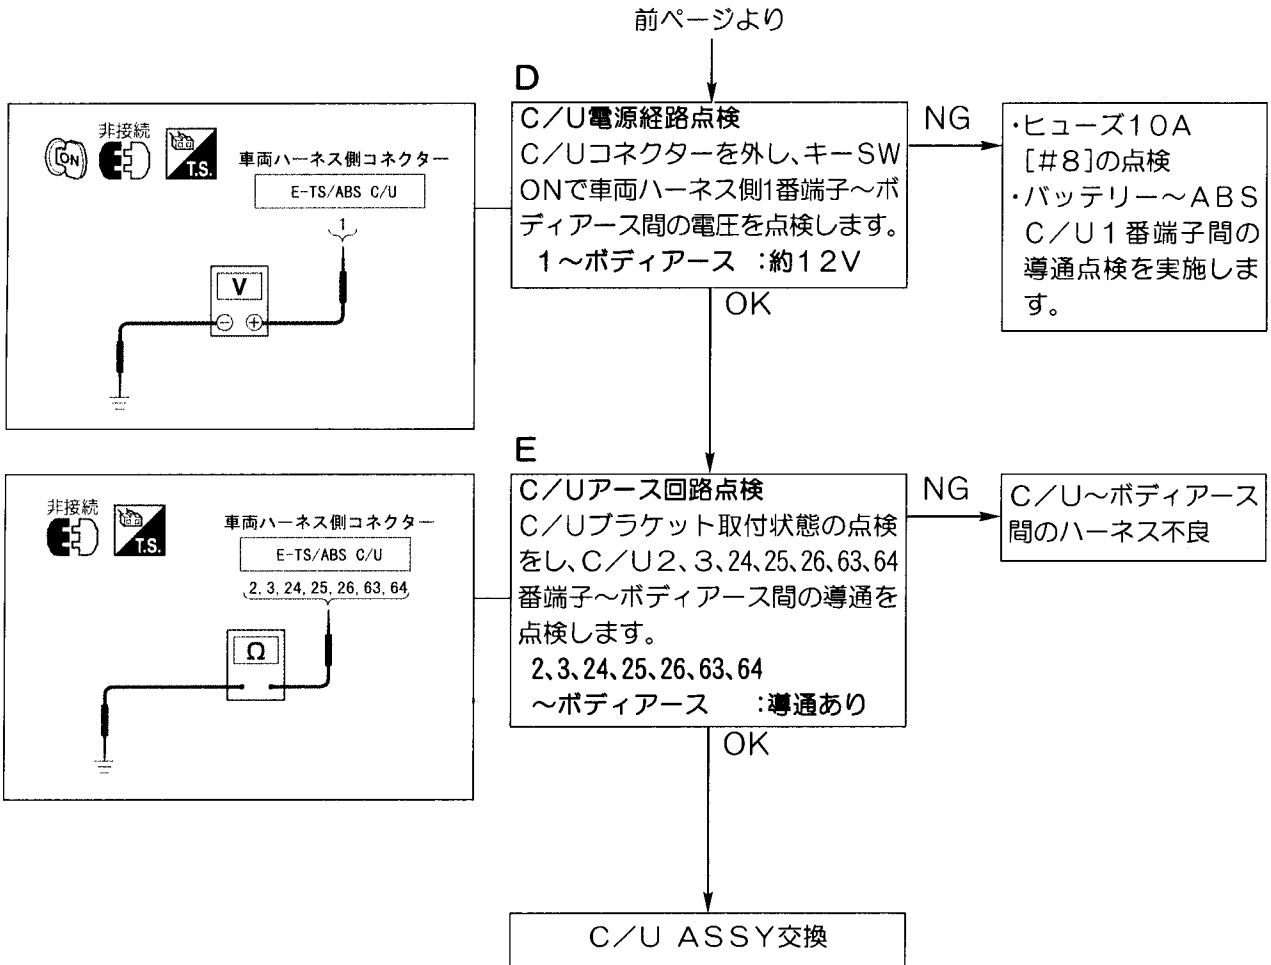 前ページより
D
C/U電源経路点検
C/Uコネクターを外し、キーSW
ONで車両ハーネス側1番端子～ボ
ディアース間の電圧を点検します。
1～ボディアース :約12V
NG
・ヒューズ10A
[#8]の点検
・バッテリー～ABS
C/U1番端子間の
導通点検を実施しま
す。
OK
ON
非接続
T.S.
車両ハーネス側コネクター
E-TS/ABS C/U
1
V
⊖ ⊕
E
C/Uアース回路点検
C/Uブラケット取付状態の点検
をし、C/U2、3、24、25、26、63、64
番端子～ボディアース間の導通を
点検します。
2、3、24、25、26、63、64
～ボディアース :導通あり
NG
C/U～ボディアース
間のハーネス不良
OK
非接続
T.S.
車両ハーネス側コネクター
E-TS/ABS C/U
2, 3, 24, 25, 26, 63, 64
Ω
C/U ASSY交換